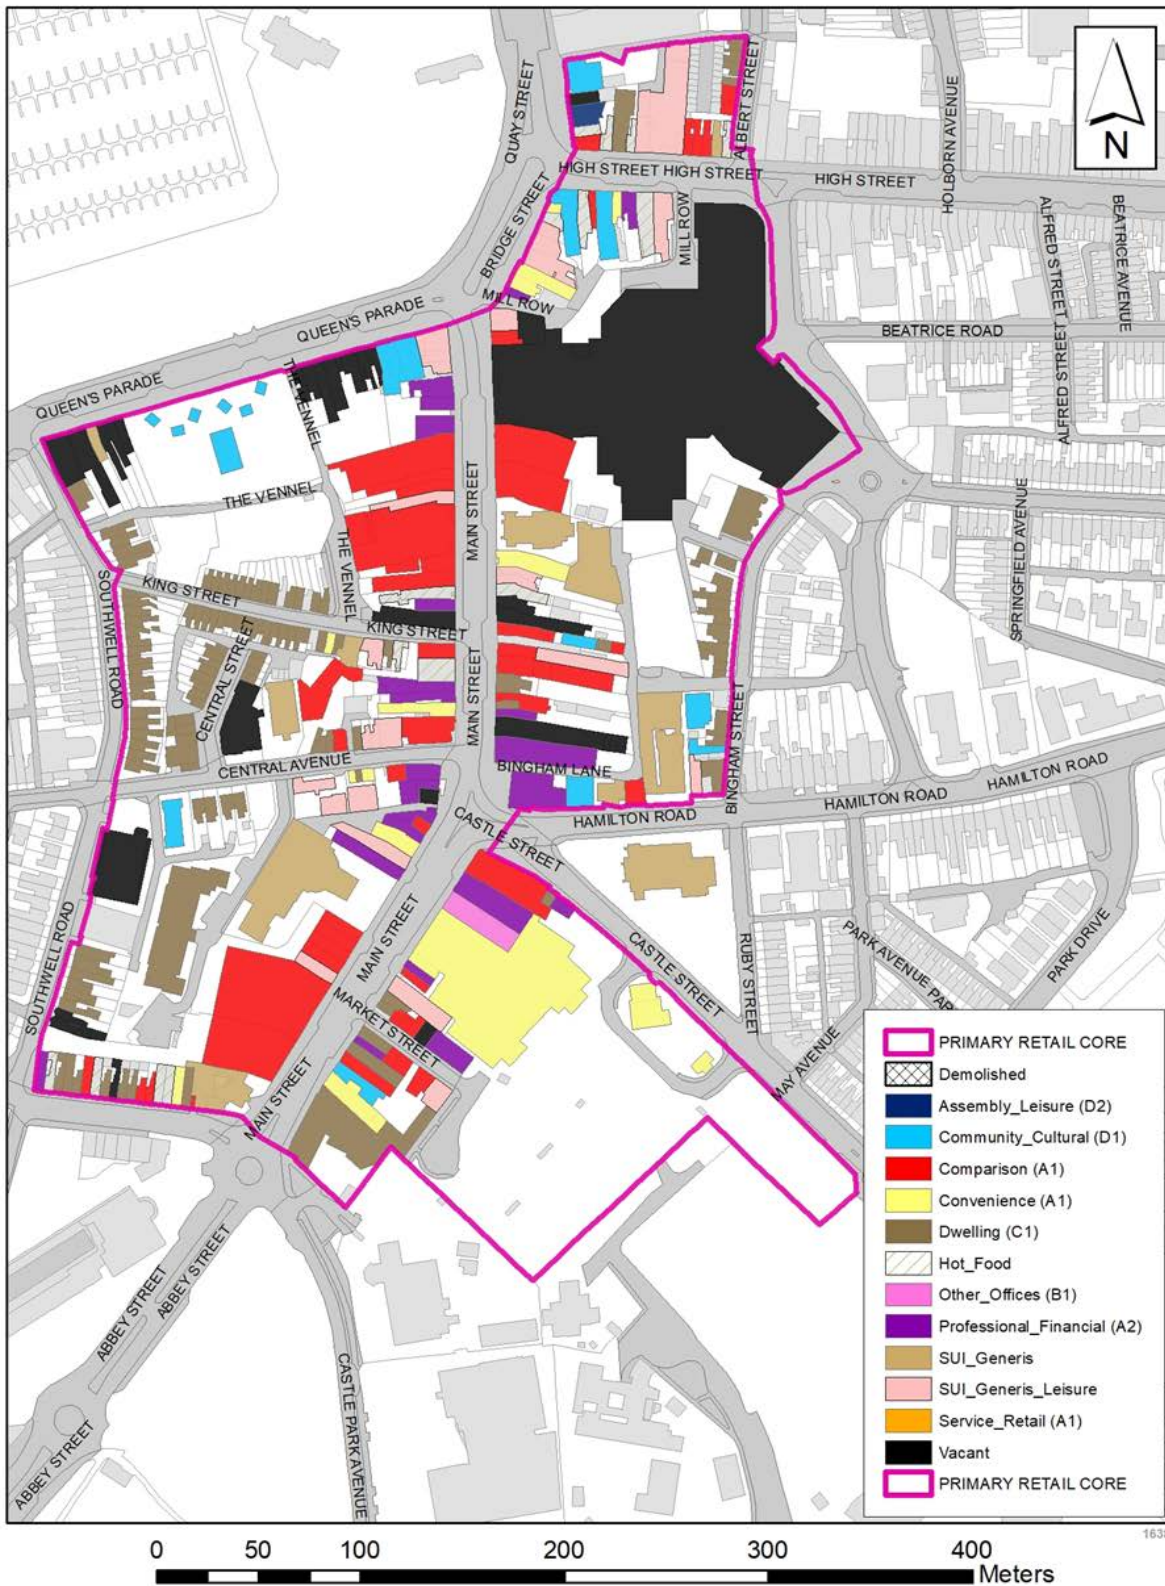 QUAY STREET
ALBERT STREET
HOLBORN AVENUE
HIGH STREET HIGH STREET
HIGH STREET
N
BRIDGE STREET
MILL ROW
ALFRED STREET
BEATRICE AVENUE
MILL ROW
QUEEN'S PARADE
BEATRICE ROAD
QUEEN'S PARADE
THE VENNEL
ALFRED STREET
THE VENNEL
MAIN STREET
SPRINGFIELD AVENUE
THE VENNEL
SOUTHWELL ROAD
KING STREET
KING STREET
CENTRAL STREET
MAIN STREET
BINGHAM STREET
CENTRAL AVENUE
BINGHAM LANE
HAMILTON ROAD
HAMILTON ROAD
HAMILTON ROAD
CASTLE STREET
MAIN STREET
CASTLE STREET
RUBY STREET
PARK AVENUE PAR
PARK DRIVE
SOUTHWELL ROAD
MARKET STREET
MAY AVENUE
MAIN STREET
ABBEY STREET
ABBEY STREET
CASTLE PARK AVENUE
ABBEY STREET
PRIMARY RETAIL CORE
Demolished
Assembly_Leisure (D2)
Community_Cultural (D1)
Comparison (A1)
Convenience (A1)
Dwelling (C1)
Hot_Food
Other_Offices (B1)
Professional_Financial (A2)
SUI_Generis
SUI_Generis_Leisure
Service_Retail (A1)
Vacant
PRIMARY RETAIL CORE
0 50 100 200 300 400
Meters